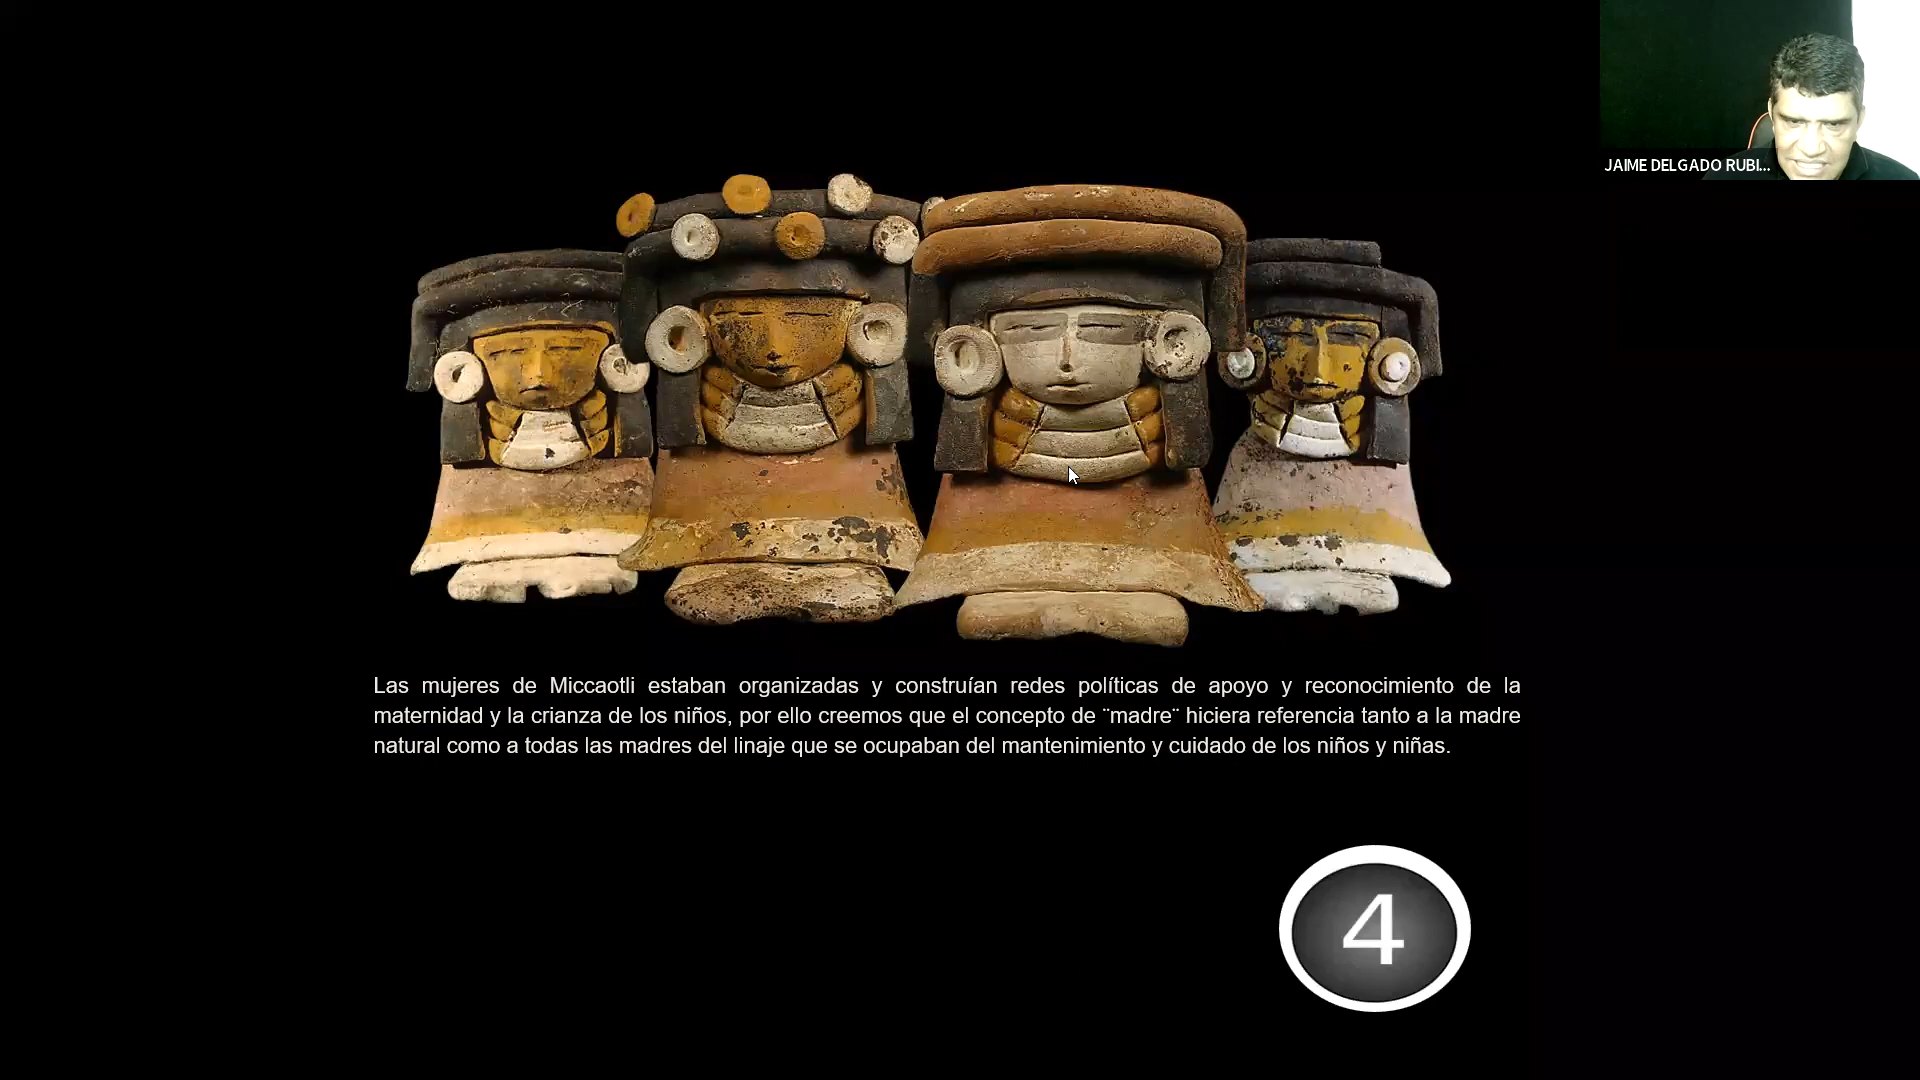 JAIME DELGADO RUBI...
Las mujeres de Miccaotli estaban organizadas y construían redes políticas de apoyo y reconocimiento de la
maternidad y la crianza de los niños, por ello creemos que el concepto de ¨madre¨ hiciera referencia tanto a la madre
natural como a todas las madres del linaje que se ocupaban del mantenimiento y cuidado de los niños y niñas.
4